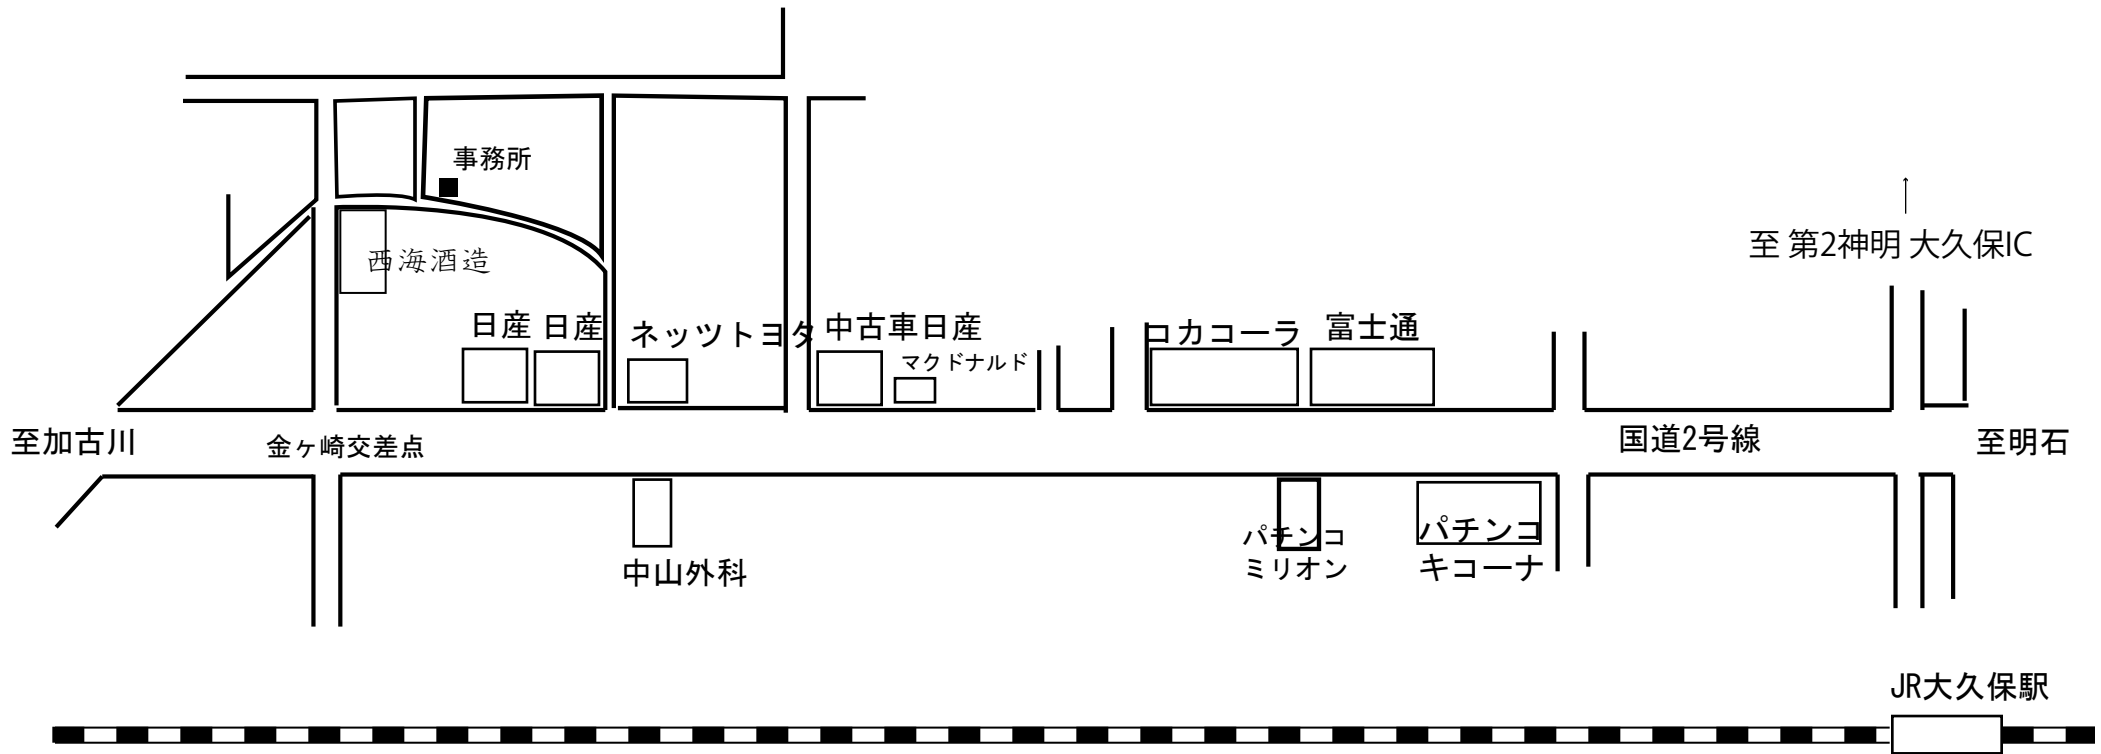 事務所
至 第2神明 大久保IC
西海酒造
日産 日産
ネッツトヨタ
中古車日産
マクドナルド
コカコーラ
富士通
至加古川
金ヶ崎交差点
国道2号線
至明石
中山外科
パチンコ
ミリオン
パチンコ
キコーナ
JR大久保駅